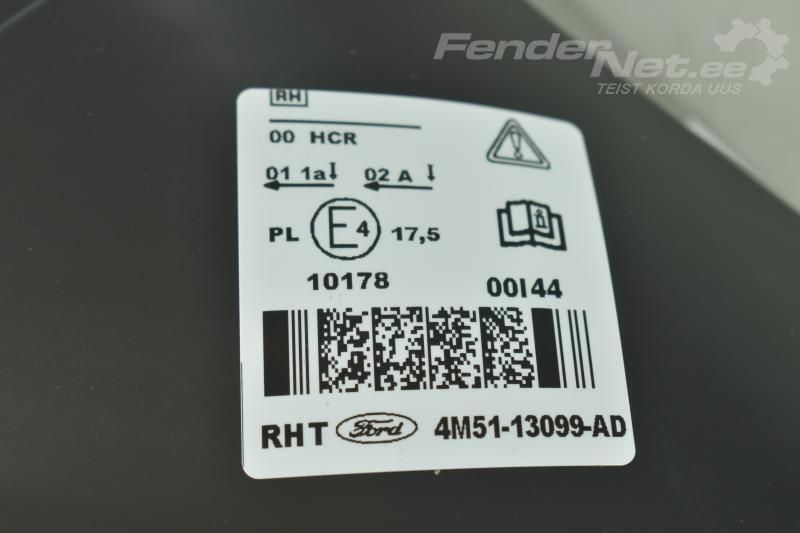 FenderNet.ee
TEIST KORDA UUS
RH
00 HCR
01 1a 02 A
PL E4 17,5
10178 00I44
RHT Ford 4M51-13099-AD